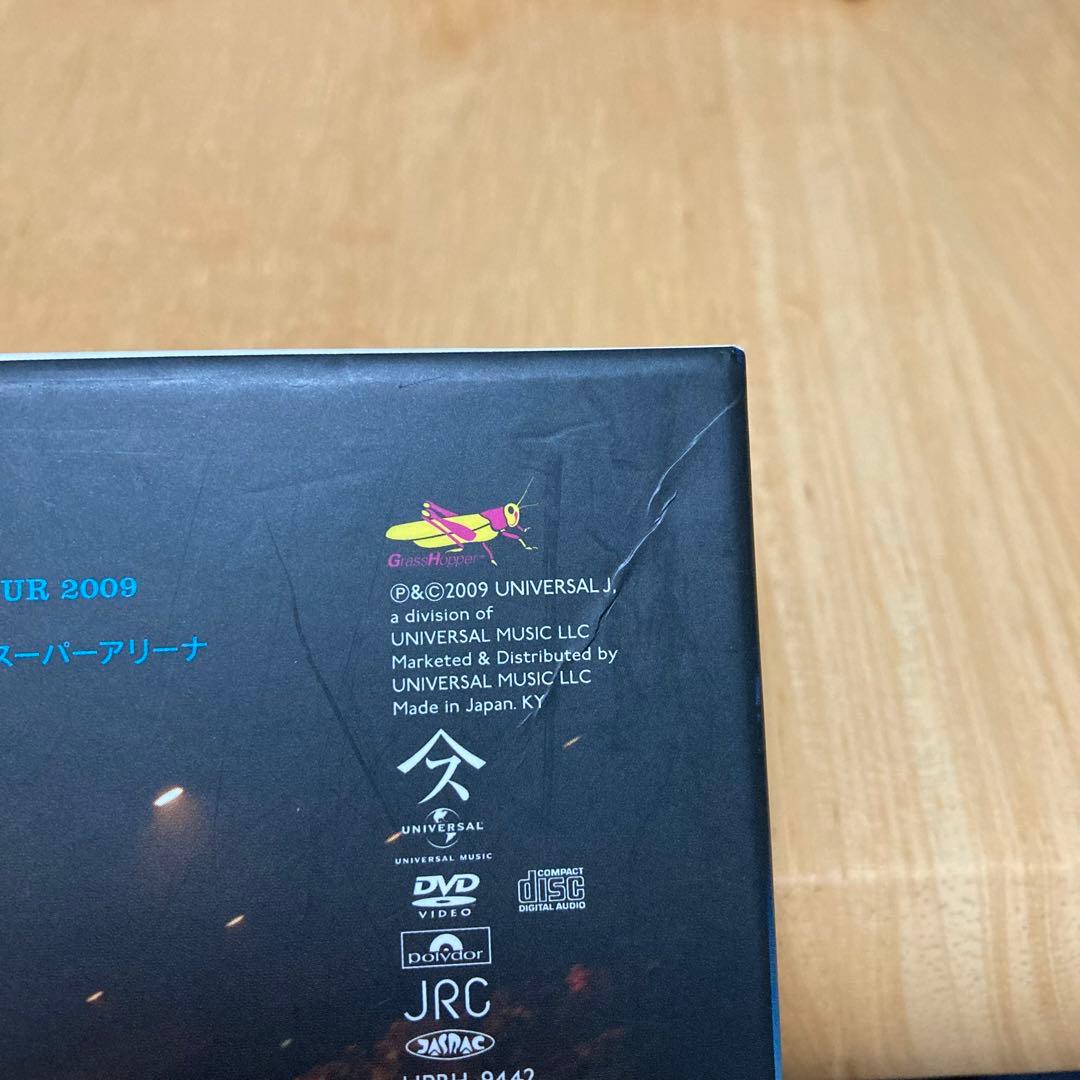 GrassHopper
UR 2009
スーパーアリーナ
Ⓟ&©2009 UNIVERSAL J,
a division of
UNIVERSAL MUSIC LLC
Marketed & Distributed by
UNIVERSAL MUSIC LLC
Made in Japan. KY
UNIVERSAL
UNIVERSAL MUSIC
DVD
VIDEO
COMPACT
disc
DIGITAL AUDIO
polydor
JRC
JASRAC